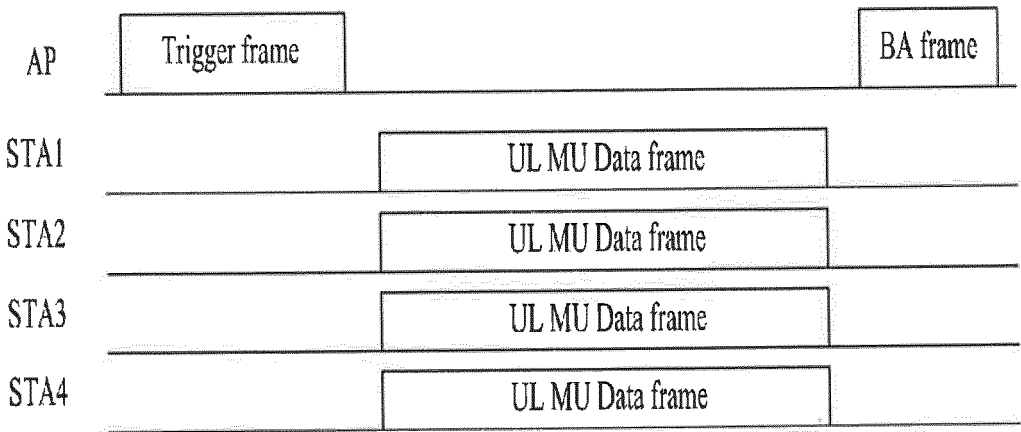 AP
Trigger frame
BA frame
STA1
UL MU Data frame
STA2
UL MU Data frame
STA3
UL MU Data frame
STA4
UL MU Data frame